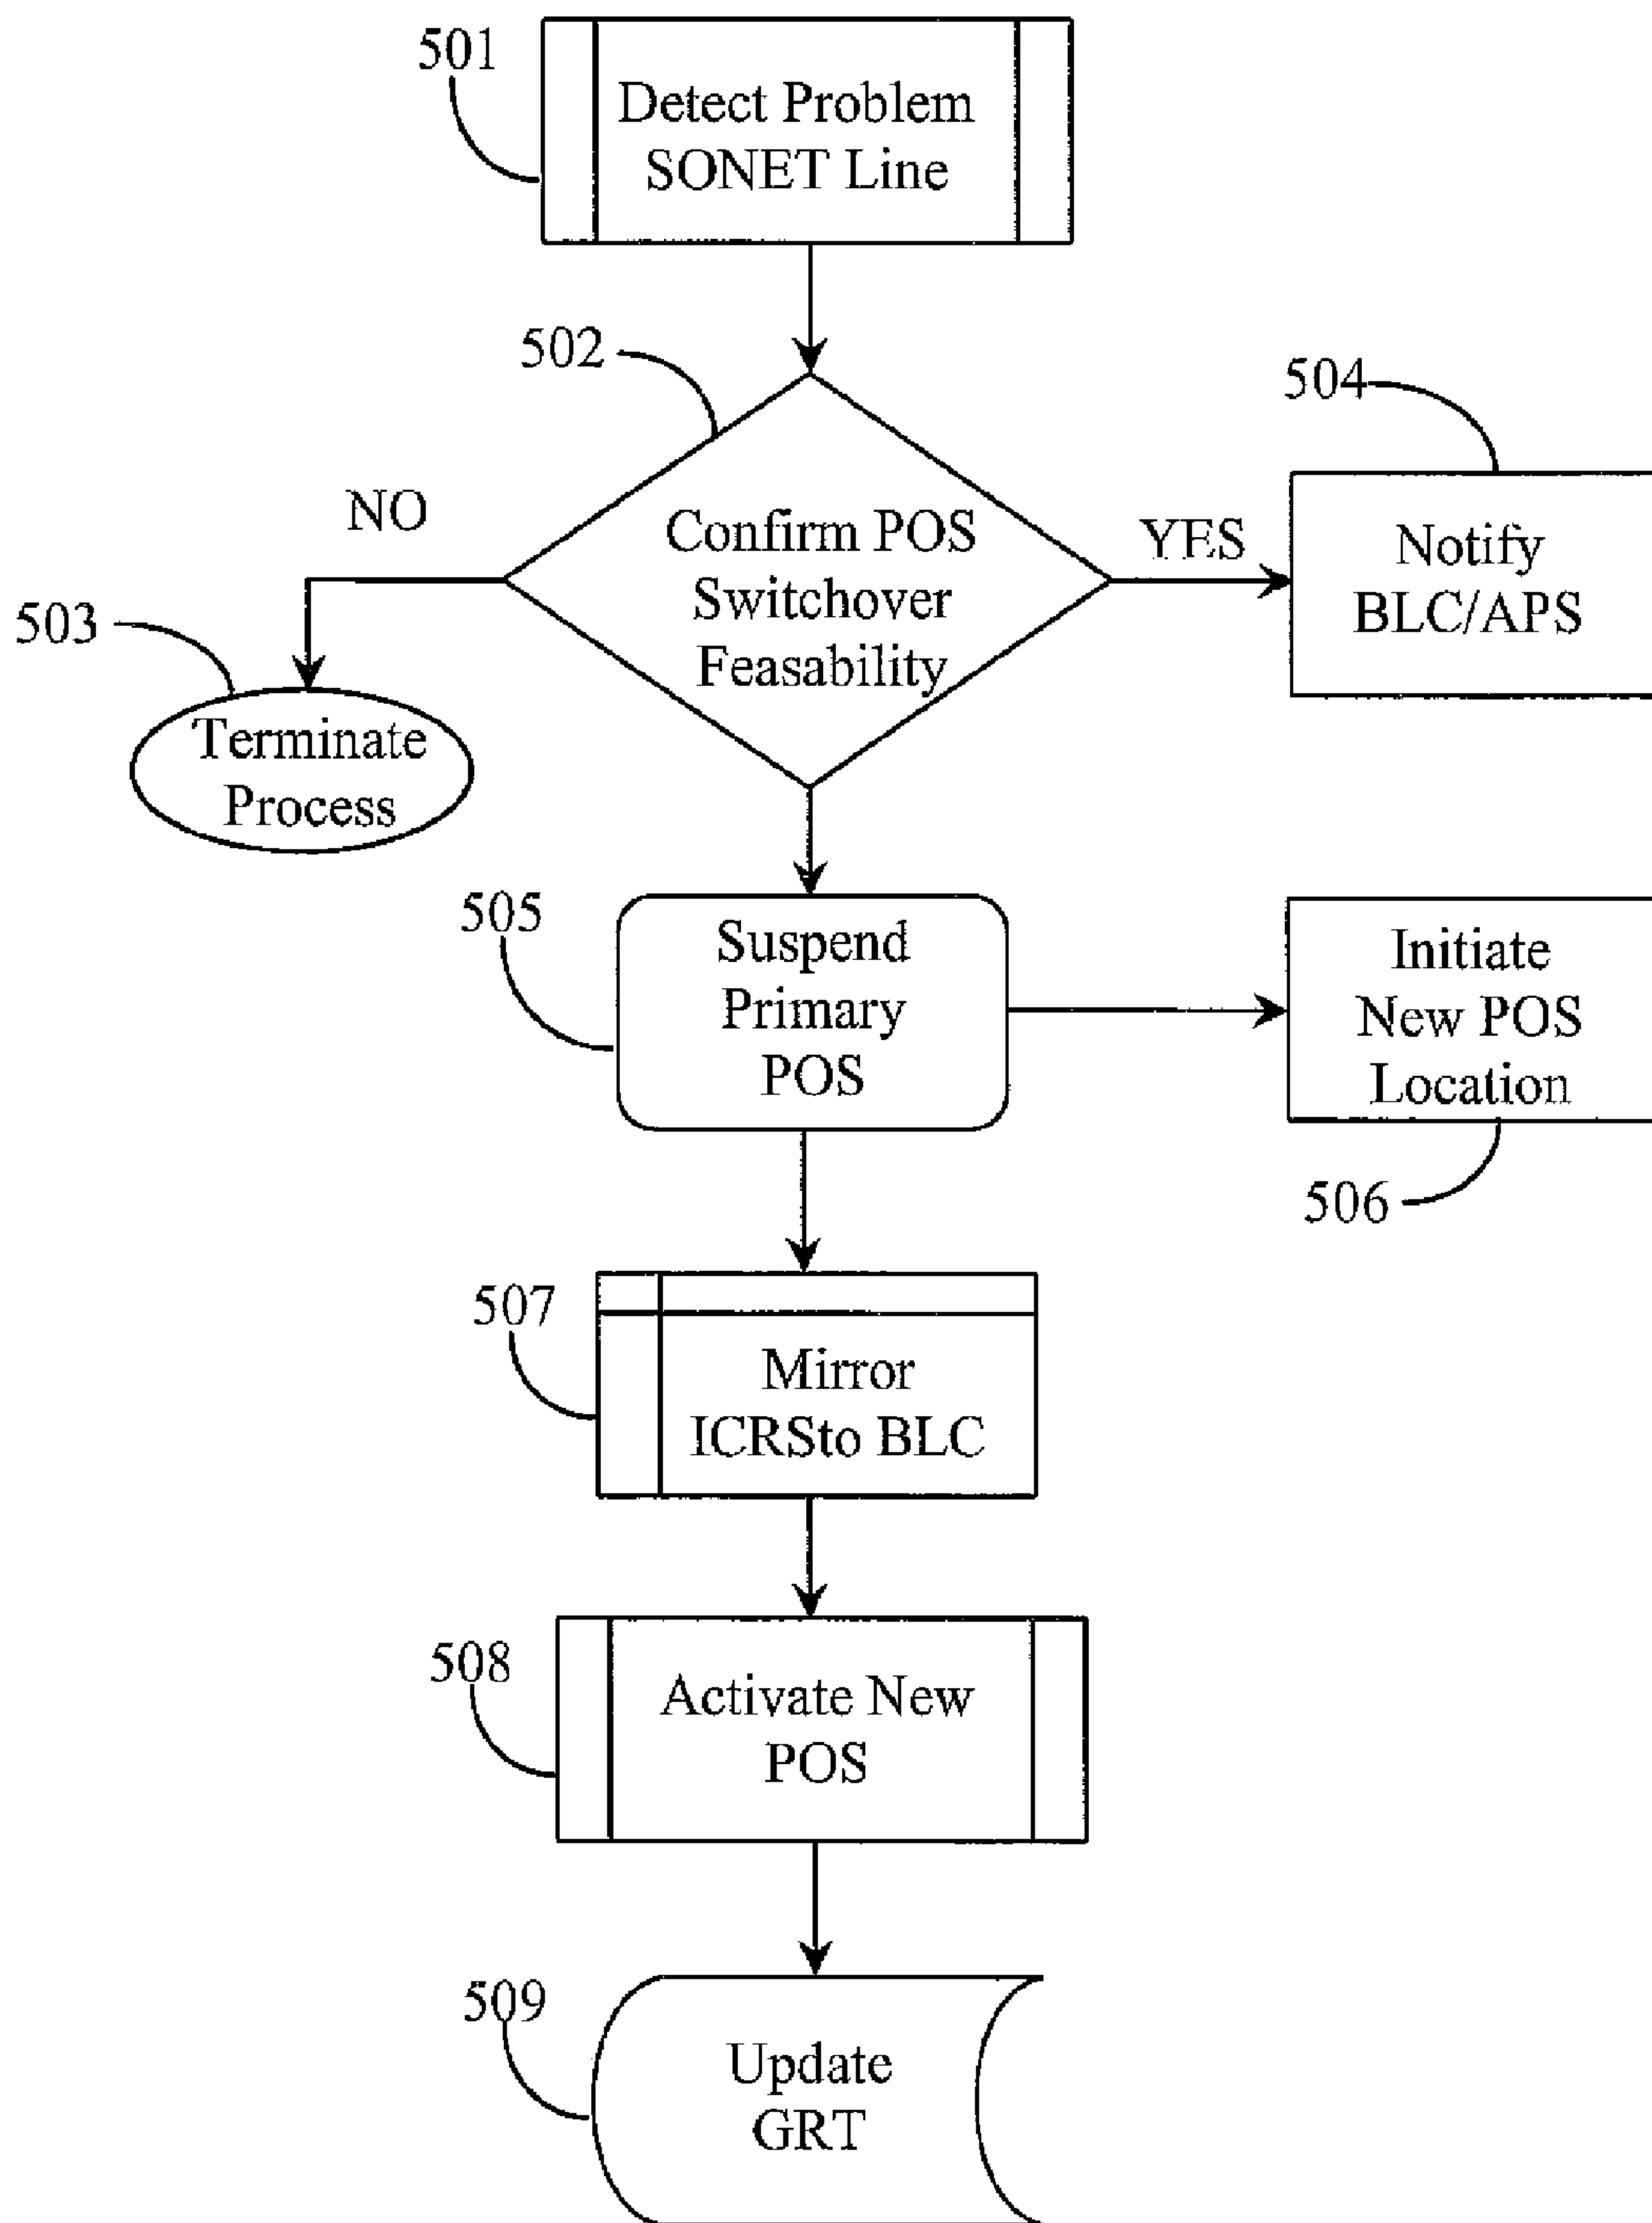 501
Detect Problem
SONET Line
502
504
NO
Confirm POS
Switchover
Feasability
YES
Notify
BLC/APS
503
Terminate
Process
505
Suspend
Primary
POS
Initiate
New POS
Location
506
507
Mirror
ICRSto BLC
508
Activate New
POS
509
Update
GRT